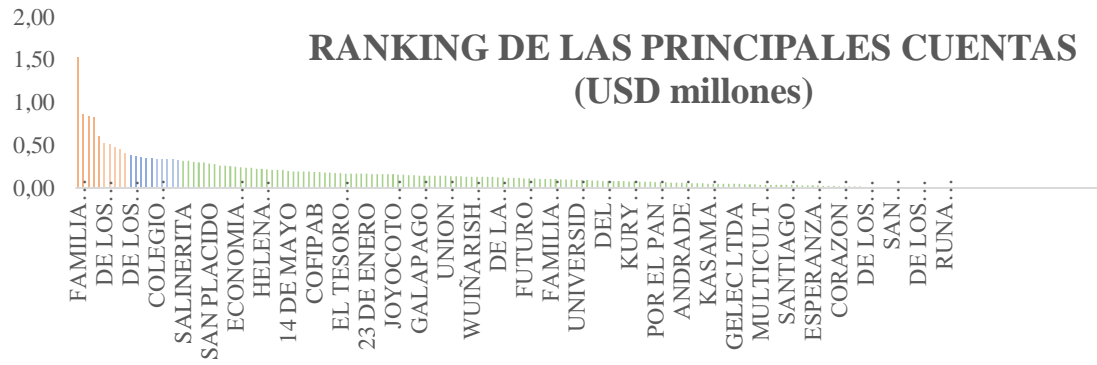 2,00
1,50
1,00
0,50
0,00
RANKING DE LAS PRINCIPALES CUENTAS
(USD millones)
FAMILIA…
DE LOS…
DE LOS…
COLEGIO…
SALINERITA
SAN PLACIDO
ECONOMIA…
HELENA…
14 DE MAYO
COFIPAB
EL TESORO…
23 DE ENERO
JOYOCOTO…
GALAPAGO…
UNION…
WUIÑARISH…
DE LA…
FUTURO…
FAMILIA…
UNIVERSID…
DEL…
KURY…
POR EL PAN…
ANDRADE…
KASAMA…
GELEC LTDA
MULTICULT…
SANTIAGO…
ESPERANZA…
CORAZON…
DE LOS…
SAN…
DE LOS…
RUNA…